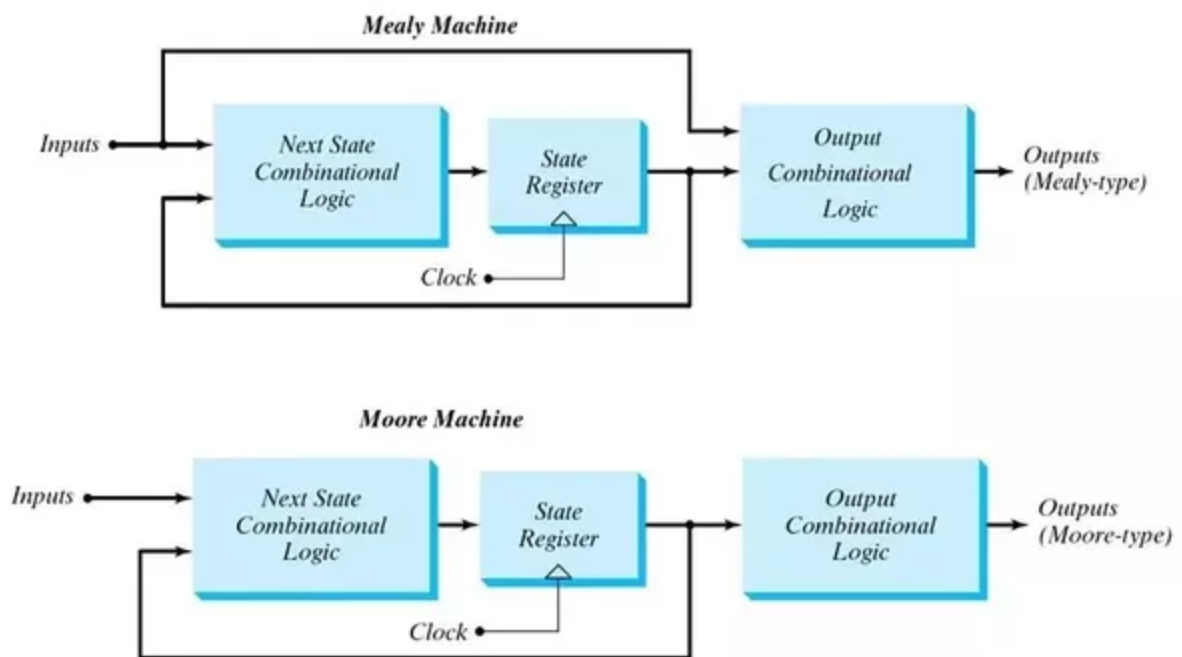 Mealy Machine
Inputs
Next State
Combinational
Logic
State
Register
Clock
Output
Combinational
Logic
Outputs
(Mealy-type)
Moore Machine
Inputs
Next State
Combinational
Logic
State
Register
Clock
Output
Combinational
Logic
Outputs
(Moore-type)